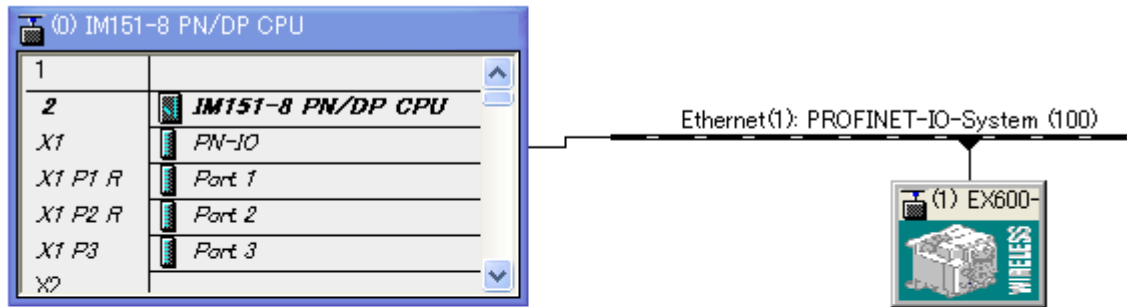 (0) IM151-8 PN/DP CPU
1
2 IM151-8 PN/DP CPU
X1 PN-IO
X1 P1 R Port 1
X1 P2 R Port 2
X1 P3 Port 3
X2
Ethernet(1): PROFINET-IO-System (100)
(1) EX600-
WIRELESS